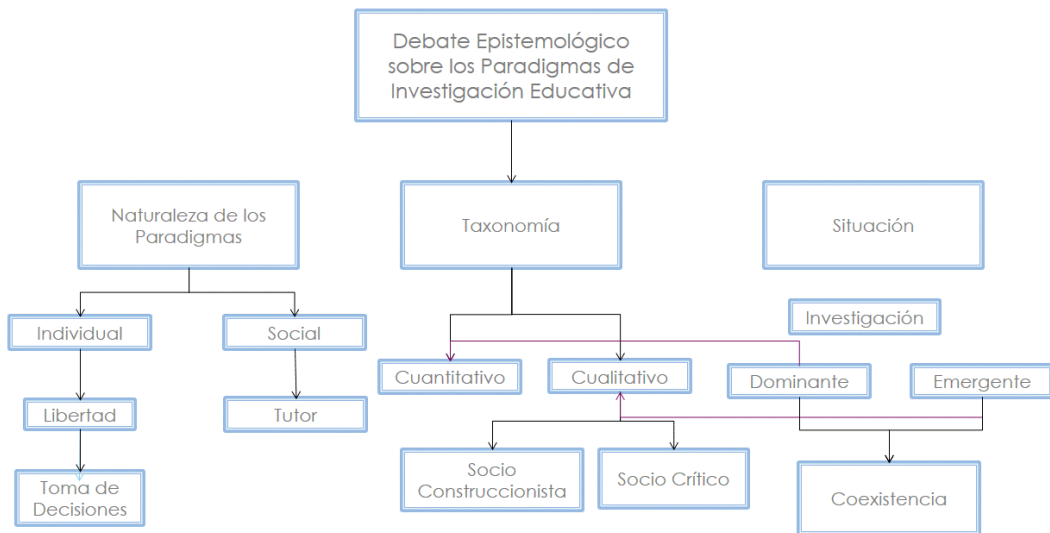 Debate Epistemológico
sobre los Paradigmas de
Investigación Educativa
Naturaleza de los
Paradigmas
Taxonomía
Situación
Investigación
Individual
Social
Cuantitativo
Cualitativo
Dominante
Emergente
Libertad
Tutor
Toma de
Decisiones
Socio
Construccionista
Socio Crítico
Coexistencia